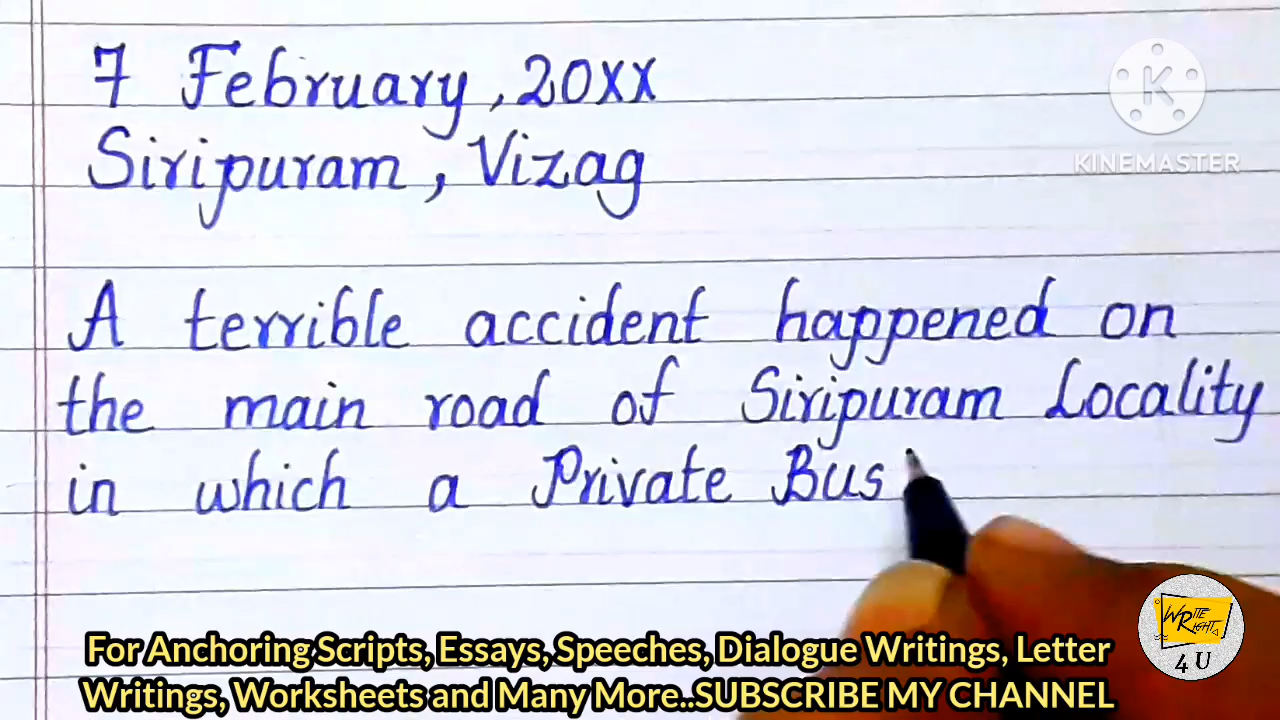 7 February, 20xx
Siripuram, Vizag
A terrible accident happened on
the main road of Siripuram Locality
in which a Private Bus
K
KINEMASTER
WRITE
RIGHT
4 U
For Anchoring Scripts, Essays, Speeches, Dialogue Writings, Letter
Writings, Worksheets and Many More..SUBSCRIBE MY CHANNEL